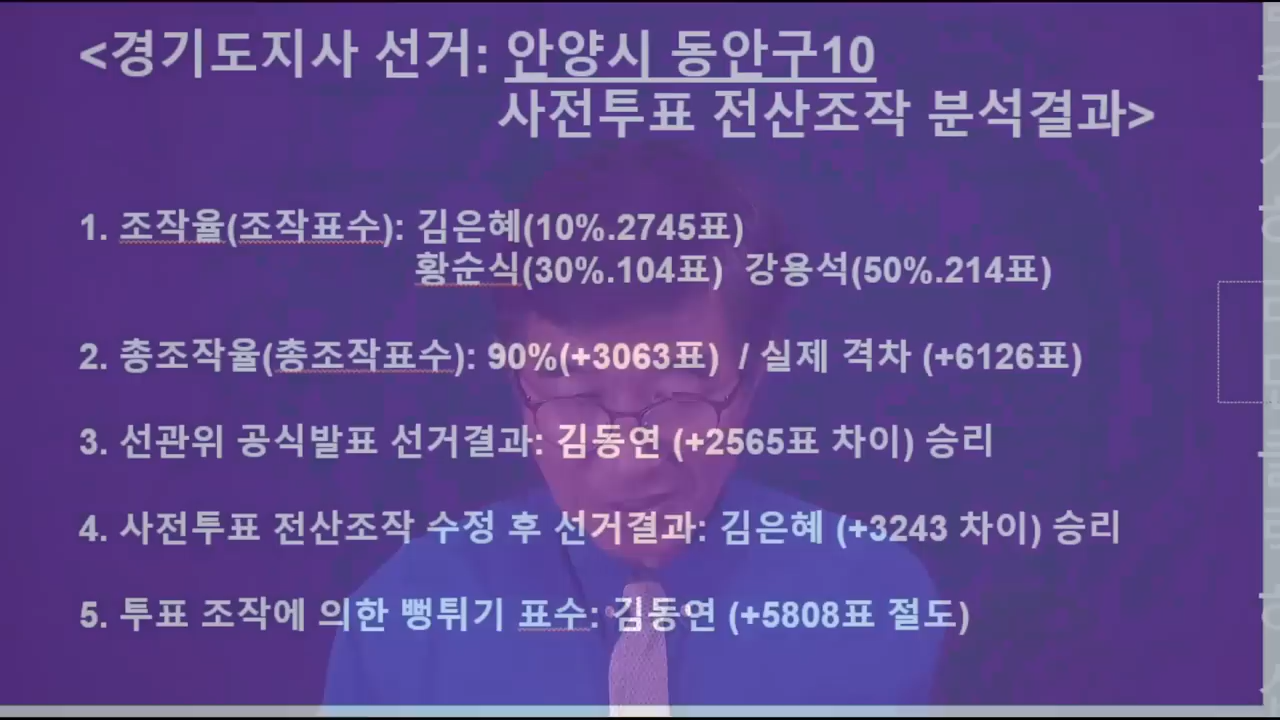 <경기도지사 선거: 안양시 동안구10
사전투표 전산조작 분석결과>
1. 조작율(조작표수): 김은혜(10%.2745표)
황순식(30%.104표) 강용석(50%.214표)
2. 총조작율(총조작표수): 90%(+3063표) / 실제 격차 (+6126표)
3. 선관위 공식발표 선거결과: 김동연 (+2565표 차이) 승리
4. 사전투표 전산조작 수정 후 선거결과: 김은혜 (+3243 차이) 승리
5. 투표 조작에 의한 뻥튀기 표수: 김동연 (+5808표 절도)